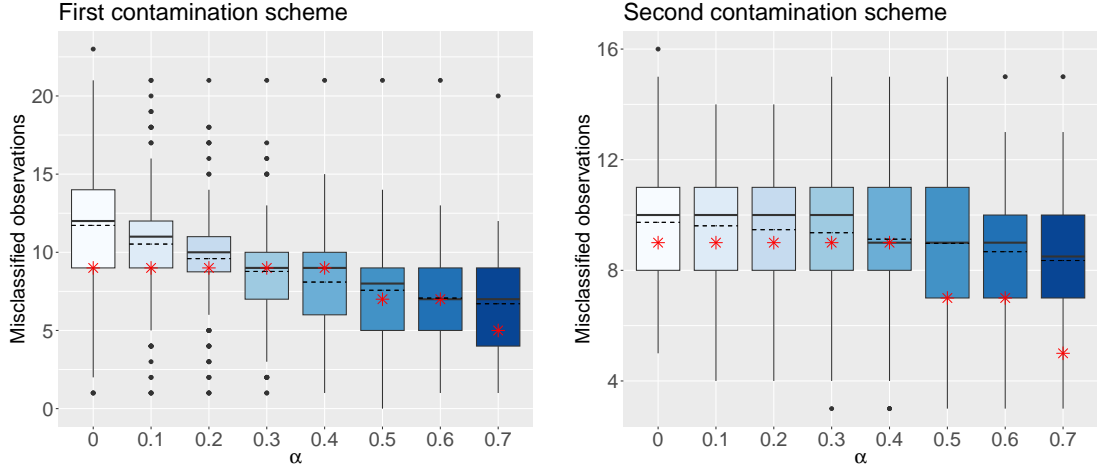 First contamination scheme
Misclassified observations
20
15
10
5
0
0 0.1 0.2 0.3 0.4 0.5 0.6 0.7
α
Second contamination scheme
Misclassified observations
16
12
8
4
0 0.1 0.2 0.3 0.4 0.5 0.6 0.7
α